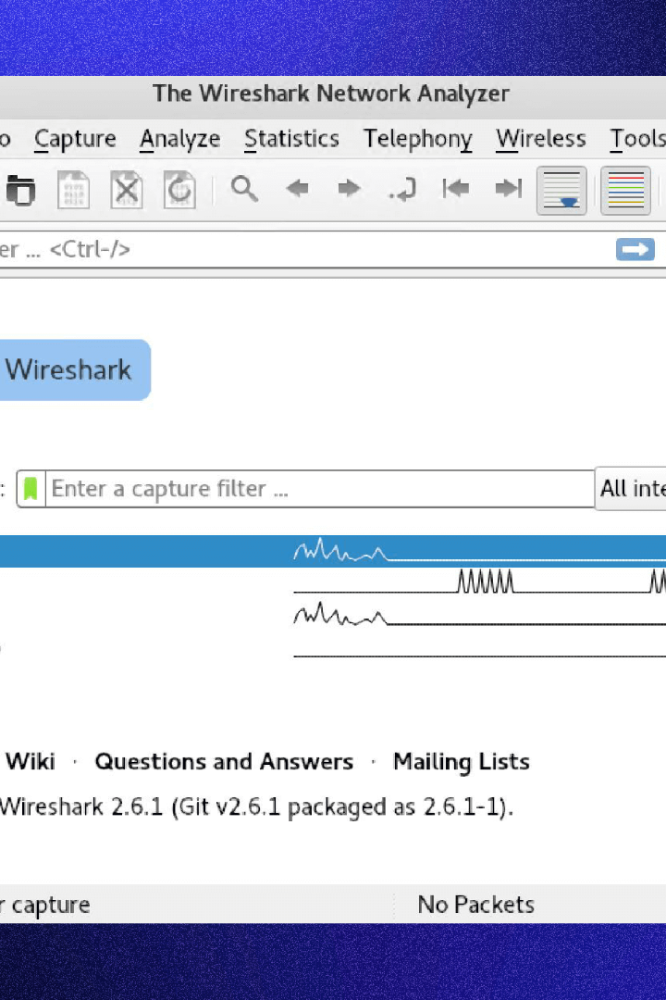 The Wireshark Network Analyzer
o Capture Analyze Statistics Telephony Wireless Tools
er ... <Ctrl-/>
Wireshark
: Enter a capture filter ... All inte
Wiki · Questions and Answers · Mailing Lists
Wireshark 2.6.1 (Git v2.6.1 packaged as 2.6.1-1).
r capture No Packets